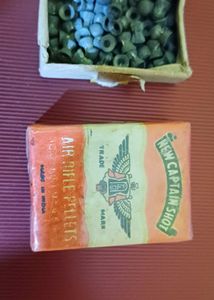 NEW CAPTAIN SHOT
TRADE
MARK
AIR RIFLE PELLETS
MADE IN INDIA